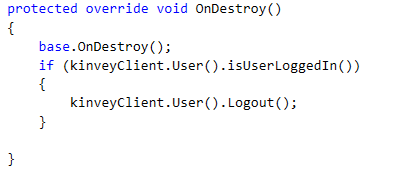 protected override void OnDestroy()
{
    base.OnDestroy();
    if (kinveyClient.User().isUserLoggedIn())
    {
        kinveyClient.User().Logout();
    }
}